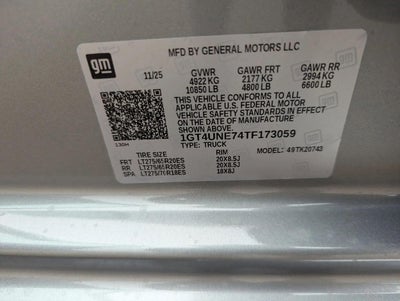 gm
MFD BY GENERAL MOTORS LLC
11/25 GVWR GAWR FRT GAWR RR
4922 KG 2177 KG 2994 KG
10850 LB 4800 LB 6600 LB
THIS VEHICLE CONFORMS TO ALL
APPLICABLE U.S. FEDERAL MOTOR
VEHICLE SAFETY STANDARDS IN
EFFECT ON THE DATE OF MANUFACTURE
SHOWN ABOVE.
1GT4UNE74TF173059
TYPE: TRUCK MODEL: 49TK20743
TIRE SIZE RIM
FRT LT275/65R20ES 20X8.5J
RR LT275/65R20ES 20X8.5J
SPA LT275/70R18ES 18X8J